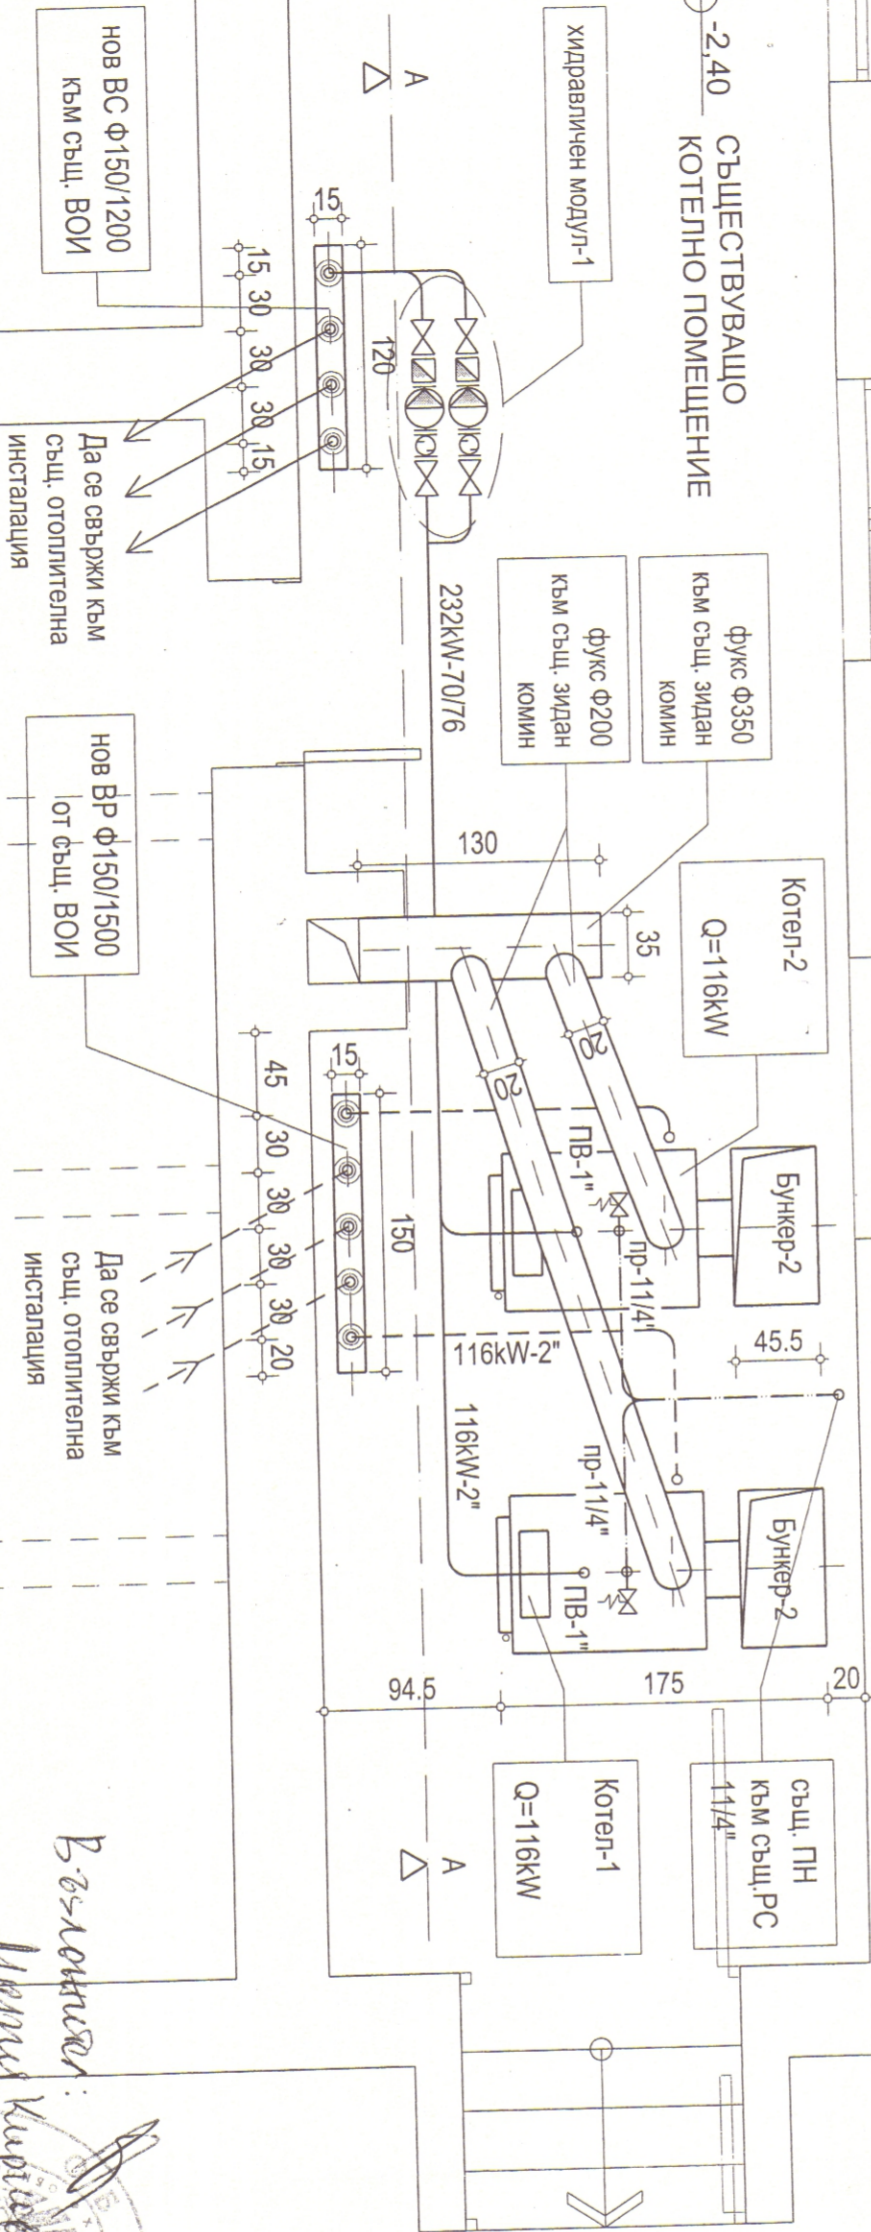 -2,40
СЪЩЕСТВУВАЩО
КОТЕЛНО ПОМЕЩЕНИЕ
хидравличен модул-1
A
нов ВС Ф150/1200
към същ. ВОИ
15
120
15
30
30
30
15
Да се свържи към
същ. отоплителна
инсталация
232kW-70/76
фукс Ф350
към същ. зидан
комин
фукс Ф200
към същ. зидан
комин
130
35
Котел-2
Q=116kW
нов ВР Ф150/1500
от същ. ВОИ
15
150
45
30
30
30
30
20
Да се свържи към
същ. отоплителна
инсталация
20
20
ПВ-1"
пр-11/4"
Бункер-2
45.5
116kW-2"
116kW-2"
пр-11/4"
ПВ-1"
Бункер-2
94.5
175
20
същ. ПН
към същ.РС
11/4"
Котел-1
Q=116kW
A
Възложител: